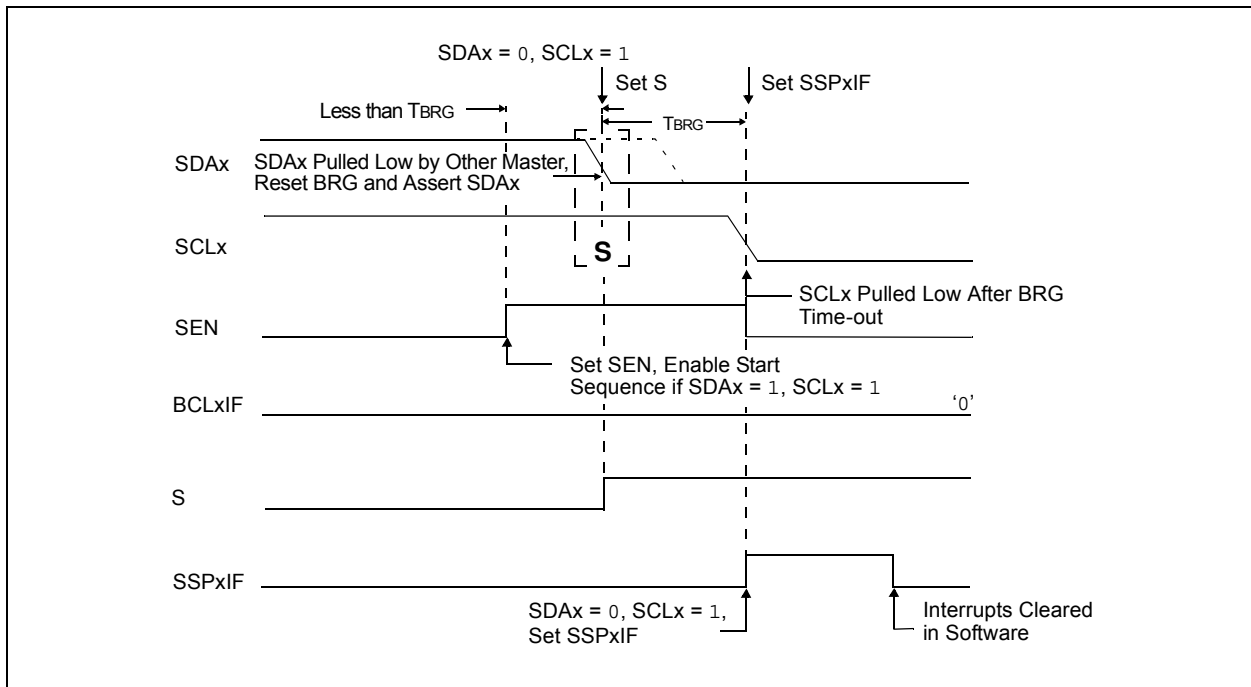 SDAx = 0, SCLx = 1
Set S
Set SSPxIF
Less than TBRG
TBRG
SDAx
SDAx Pulled Low by Other Master,
Reset BRG and Assert SDAx
SCLx
S
SCLx Pulled Low After BRG
Time-out
SEN
Set SEN, Enable Start
Sequence if SDAx = 1, SCLx = 1
BCLxIF
‘0’
S
SSPxIF
SDAx = 0, SCLx = 1,
Set SSPxIF
Interrupts Cleared
in Software